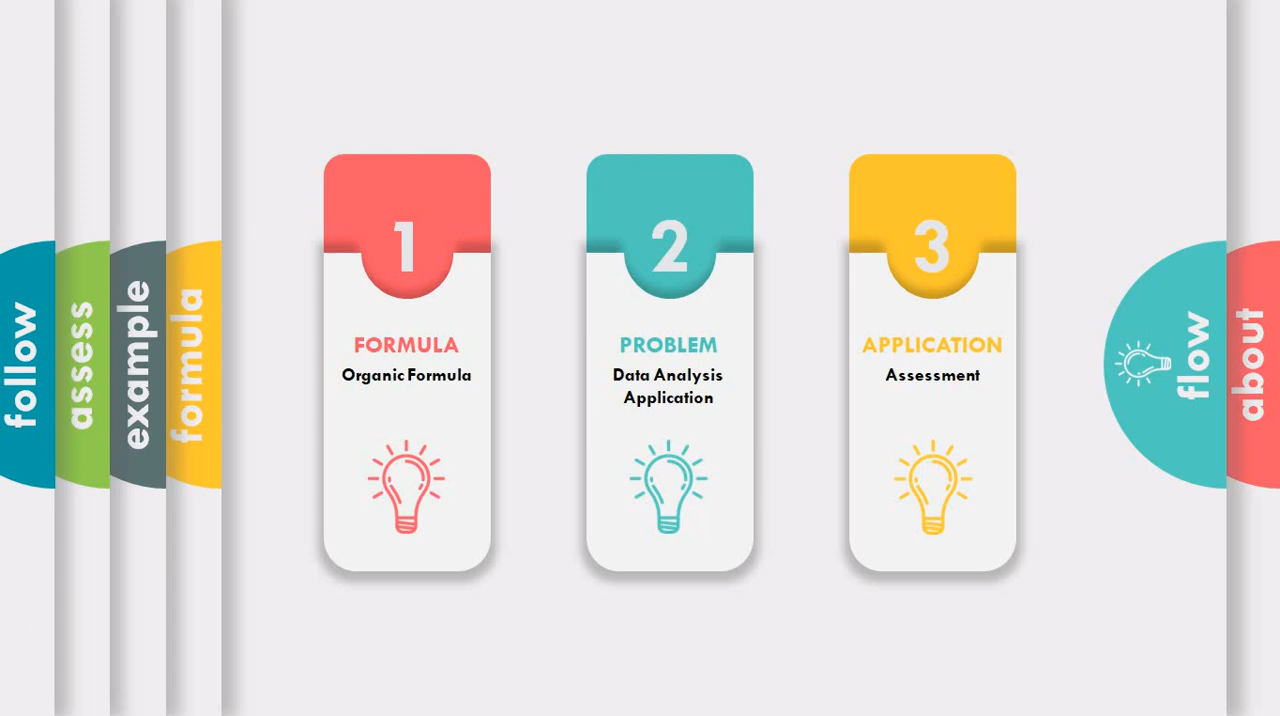 follow
assess
example
formula
1
FORMULA
Organic Formula
2
PROBLEM
Data Analysis
Application
3
APPLICATION
Assessment
flow
about